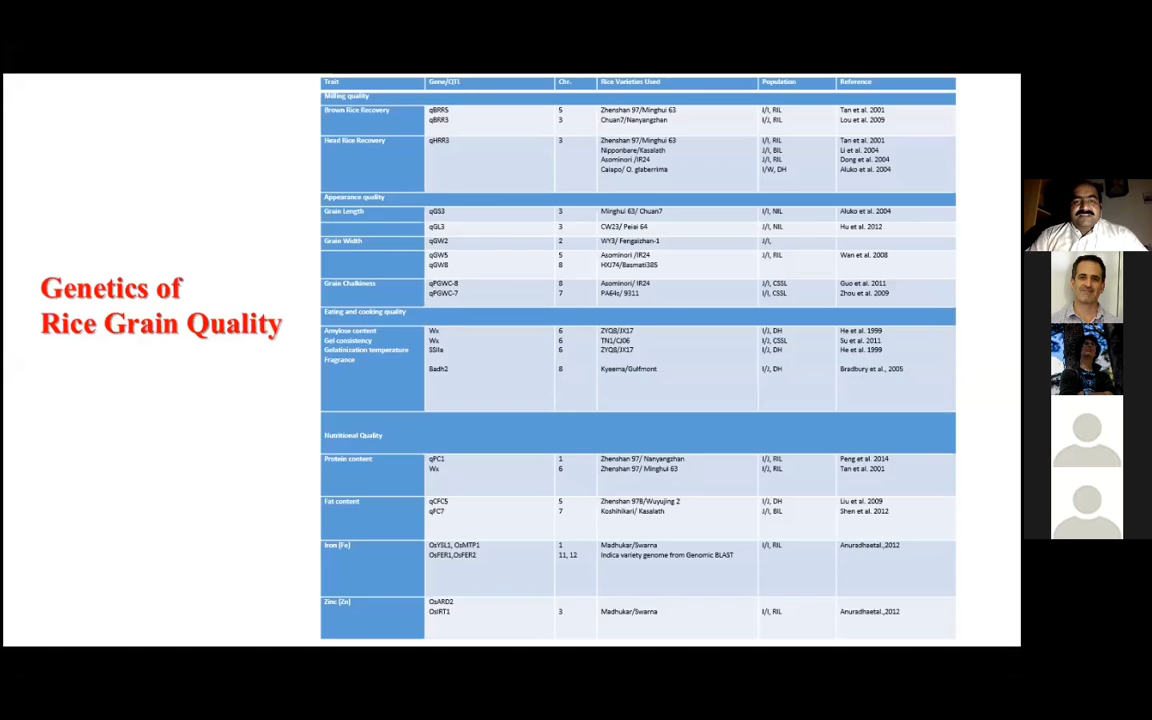 Genetics of
Rice Grain Quality
Trait Gene/QTL Chr. Rice Varieties Used Population Reference
Milling quality
Brown Rice Recovery qBRR5 5 Zhenshan 97/Minghui 63 I/I, RIL Tan et al. 2001
qBRR3 3 Chuan7/Nanyangzhan I/J, RIL Lou et al. 2009
Head Rice Recovery qHRR3 3 Zhenshan 97/Minghui 63 I/I, RIL Tan et al. 2001
Nipponbare/Kasalath J/I, BIL Li et al. 2004
Asominori /IR24 J/I, RIL Dong et al. 2004
Caiapo/ O. glaberrima I/W, DH Aluko et al. 2004
Appearance quality
Grain Length qGS3 3 Minghui 63/ Chuan7 I/I, NIL Aluko et al. 2004
qGL3 3 CW23/ Peiai 64 J/I, NIL Hu et al. 2012
Grain Width qGW2 2 WY3/ Fengaizhan-1 J/I,
qGW5 5 Asominori /IR24 J/I, RIL Wan et al. 2008
qGW8 8 HXJ74/Basmati385
Grain Chalkiness qPGWC-8 8 Asominori/ IR24 J/I, CSSL Guo et al. 2011
qPGWC-7 7 PA64s/ 9311 I/I, CSSL Zhou et al. 2009
Eating and cooking quality
Amylose content Wx 6 ZYQ8/JX17 I/J, DH He et al. 1999
Gel consistency Wx 6 TN1/CJ06 I/J, CSSL Su et al. 2011
Gelatinization temperature SSIIa 6 ZYQ8/JX17 I/J, DH He et al. 1999
Fragrance
Badh2 8 Kyeema/Gulfmont I/J, DH Bradbury et al., 2005
Nutritional Quality
Protein content qPC1 1 Zhenshan 97/ Nanyangzhan I/J, RIL Peng et al. 2014
Wx 6 Zhenshan 97/ Minghui 63 I/J, RIL Tan et al. 2001
Fat content qCFC5 5 Zhenshan 97B/Wuyujing 2 I/J, DH Liu et al. 2009
qFC7 7 Koshihikari/ Kasalath J/I, BIL Shen et al. 2012
Iron (Fe) OsYSL1, OsMTP1 1 Madhukar/Swarna I/I, RIL Anuradhaetal.,2012
OsFER1,OsFER2 11, 12 Indica variety genome from Genomic BLAST
Zinc (Zn) OsARD2
OsIRT1 3 Madhukar/Swarna I/I, RIL Anuradhaetal.,2012